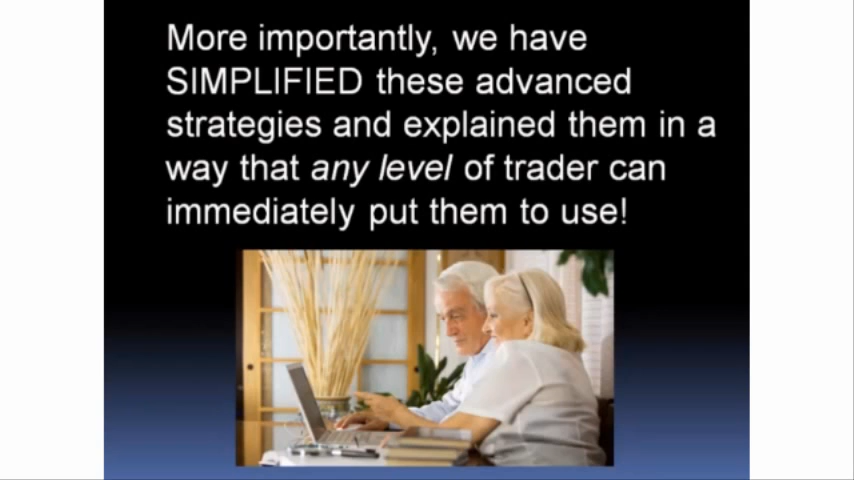 More importantly, we have
SIMPLIFIED these advanced
strategies and explained them in a
way that any level of trader can
immediately put them to use!